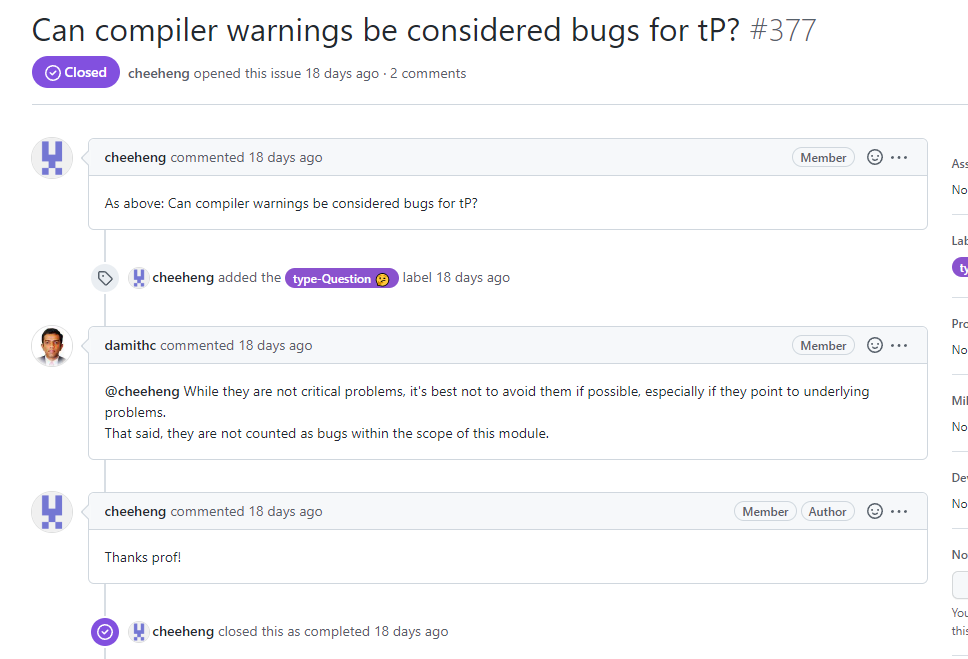 Can compiler warnings be considered bugs for tP? #377
Closed cheeheng opened this issue 18 days ago · 2 comments
cheeheng commented 18 days ago Member
As above: Can compiler warnings be considered bugs for tP?
cheeheng added the type-Question label 18 days ago
damithc commented 18 days ago Member
@cheeheng While they are not critical problems, it's best not to avoid them if possible, especially if they point to underlying
problems.
That said, they are not counted as bugs within the scope of this module.
cheeheng commented 18 days ago Member Author
Thanks prof!
cheeheng closed this as completed 18 days ago
Ass
No
Lab
ty
Pro
No
Mil
No
Dev
No
No
You
this